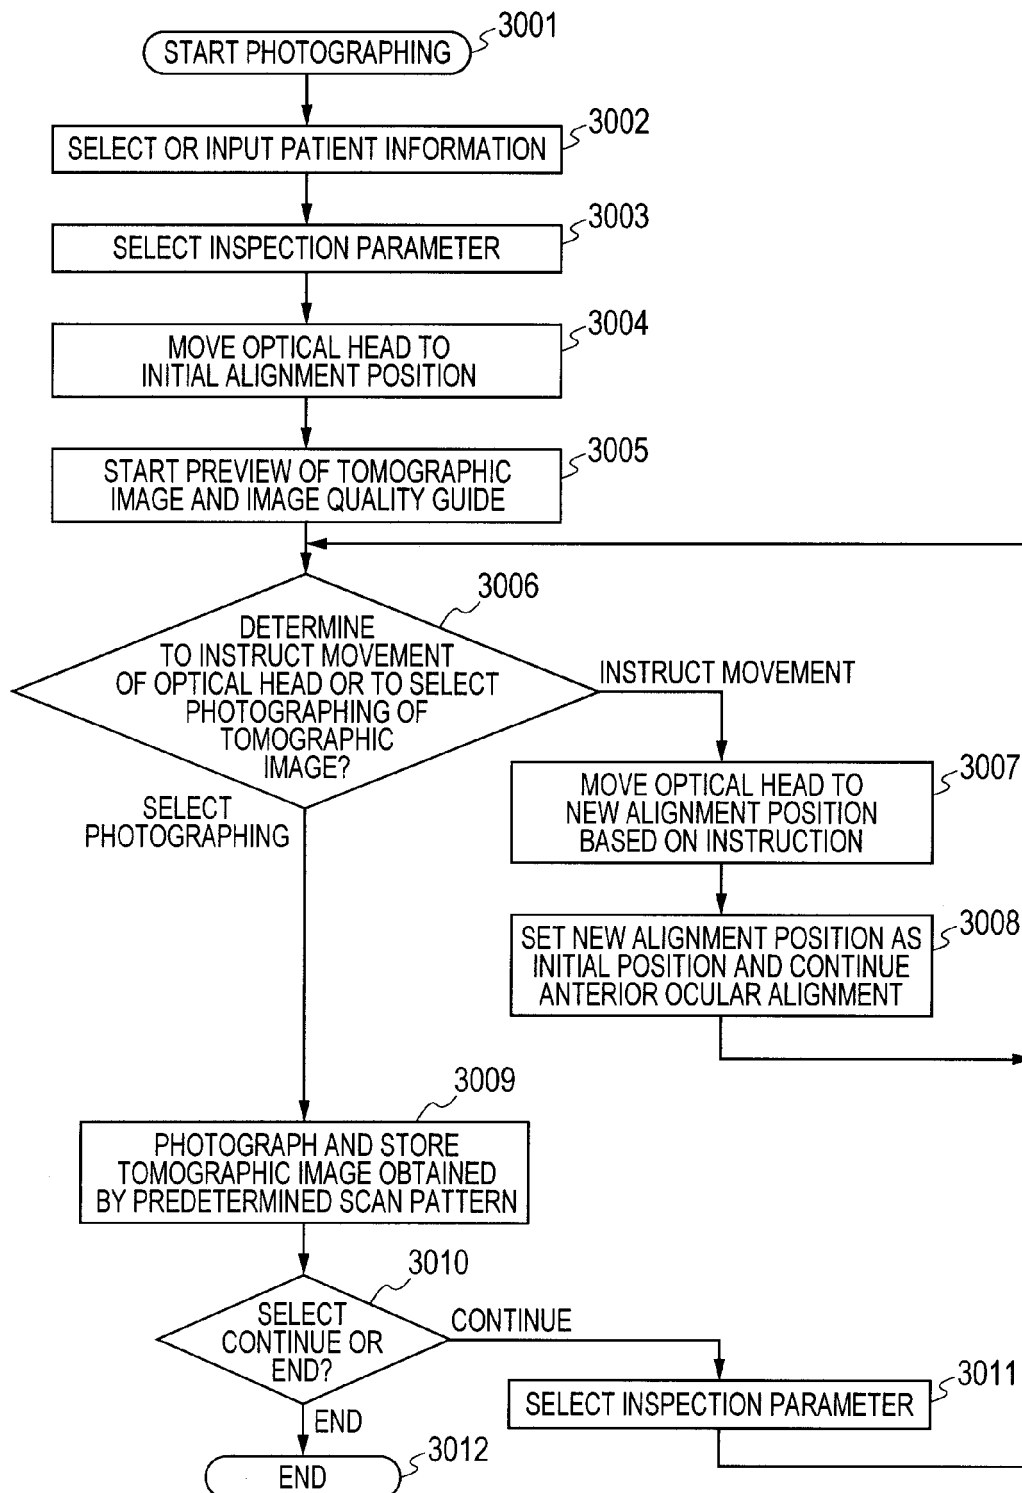 START PHOTOGRAPHING
3001
SELECT OR INPUT PATIENT INFORMATION
3002
SELECT INSPECTION PARAMETER
3003
MOVE OPTICAL HEAD TO
INITIAL ALIGNMENT POSITION
3004
START PREVIEW OF TOMOGRAPHIC
IMAGE AND IMAGE QUALITY GUIDE
3005
DETERMINE
TO INSTRUCT MOVEMENT
OF OPTICAL HEAD OR TO SELECT
PHOTOGRAPHING OF
TOMOGRAPHIC
IMAGE?
3006
INSTRUCT MOVEMENT
SELECT
PHOTOGRAPHING
MOVE OPTICAL HEAD TO
NEW ALIGNMENT POSITION
BASED ON INSTRUCTION
3007
SET NEW ALIGNMENT POSITION AS
INITIAL POSITION AND CONTINUE
ANTERIOR OCULAR ALIGNMENT
3008
PHOTOGRAPH AND STORE
TOMOGRAPHIC IMAGE OBTAINED
BY PREDETERMINED SCAN PATTERN
3009
SELECT
CONTINUE OR
END?
3010
CONTINUE
SELECT INSPECTION PARAMETER
3011
END
END
3012